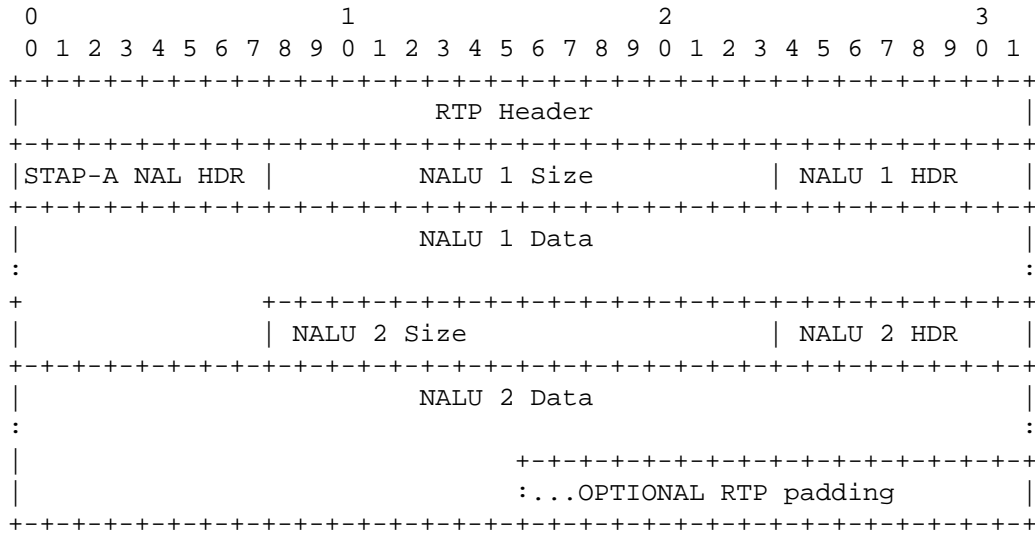 0                   1                   2                   3
 0 1 2 3 4 5 6 7 8 9 0 1 2 3 4 5 6 7 8 9 0 1 2 3 4 5 6 7 8 9 0 1
+-+-+-+-+-+-+-+-+-+-+-+-+-+-+-+-+-+-+-+-+-+-+-+-+-+-+-+-+-+-+-+-+
|                          RTP Header                           |
+-+-+-+-+-+-+-+-+-+-+-+-+-+-+-+-+-+-+-+-+-+-+-+-+-+-+-+-+-+-+-+-+
|STAP-A NAL HDR |         NALU 1 Size           | NALU 1 HDR    |
+-+-+-+-+-+-+-+-+-+-+-+-+-+-+-+-+-+-+-+-+-+-+-+-+-+-+-+-+-+-+-+-+
|                         NALU 1 Data                           |
:                                                               :
+               +-+-+-+-+-+-+-+-+-+-+-+-+-+-+-+-+-+-+-+-+-+-+-+-+
|               | NALU 2 Size                   | NALU 2 HDR    |
+-+-+-+-+-+-+-+-+-+-+-+-+-+-+-+-+-+-+-+-+-+-+-+-+-+-+-+-+-+-+-+-+
|                         NALU 2 Data                           |
:                                                               :
|                               +-+-+-+-+-+-+-+-+-+-+-+-+-+-+-+-+
|                               :...OPTIONAL RTP padding        |
+-+-+-+-+-+-+-+-+-+-+-+-+-+-+-+-+-+-+-+-+-+-+-+-+-+-+-+-+-+-+-+-+